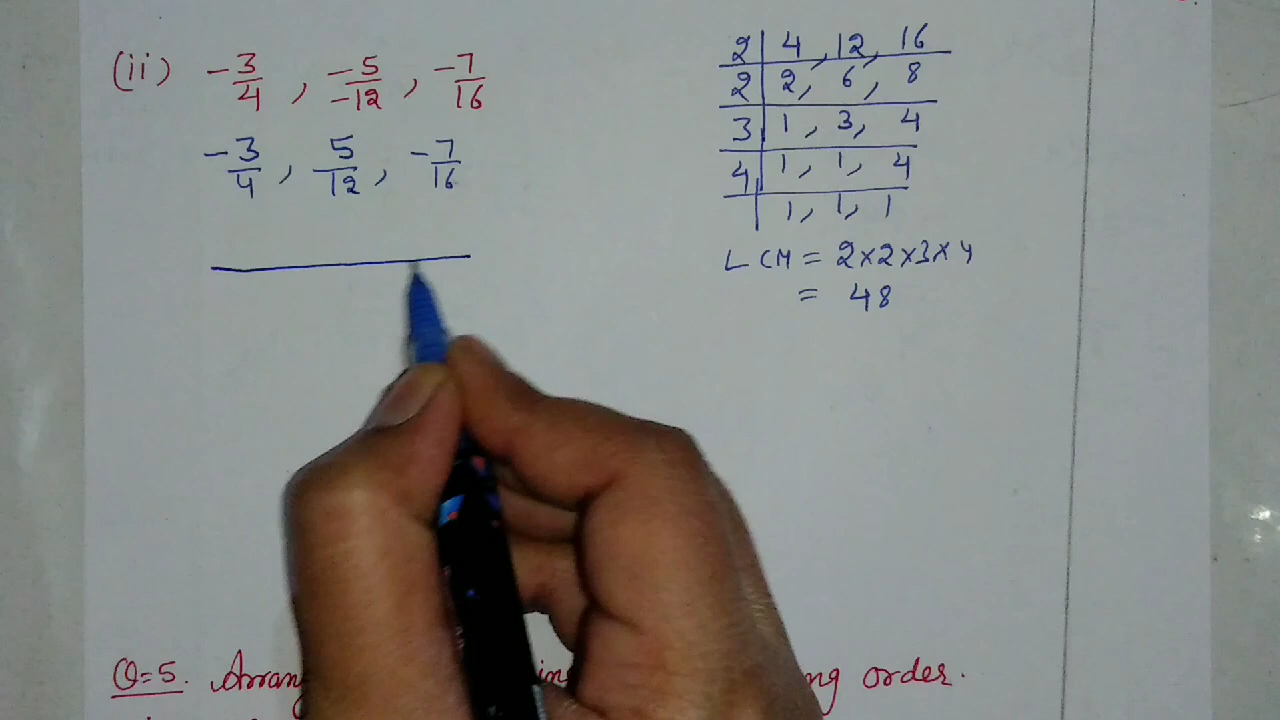 (ii) -3/4 , -5/-12 , -7/16
-3/4 , 5/12 , -7/16
2 | 4 , 12 , 16
2 | 2 , 6 , 8
3 | 1 , 3 , 4
4 | 1 , 1 , 4
| 1 , 1 , 1
LCM = 2×2×3×4
= 48
Q=5. order.